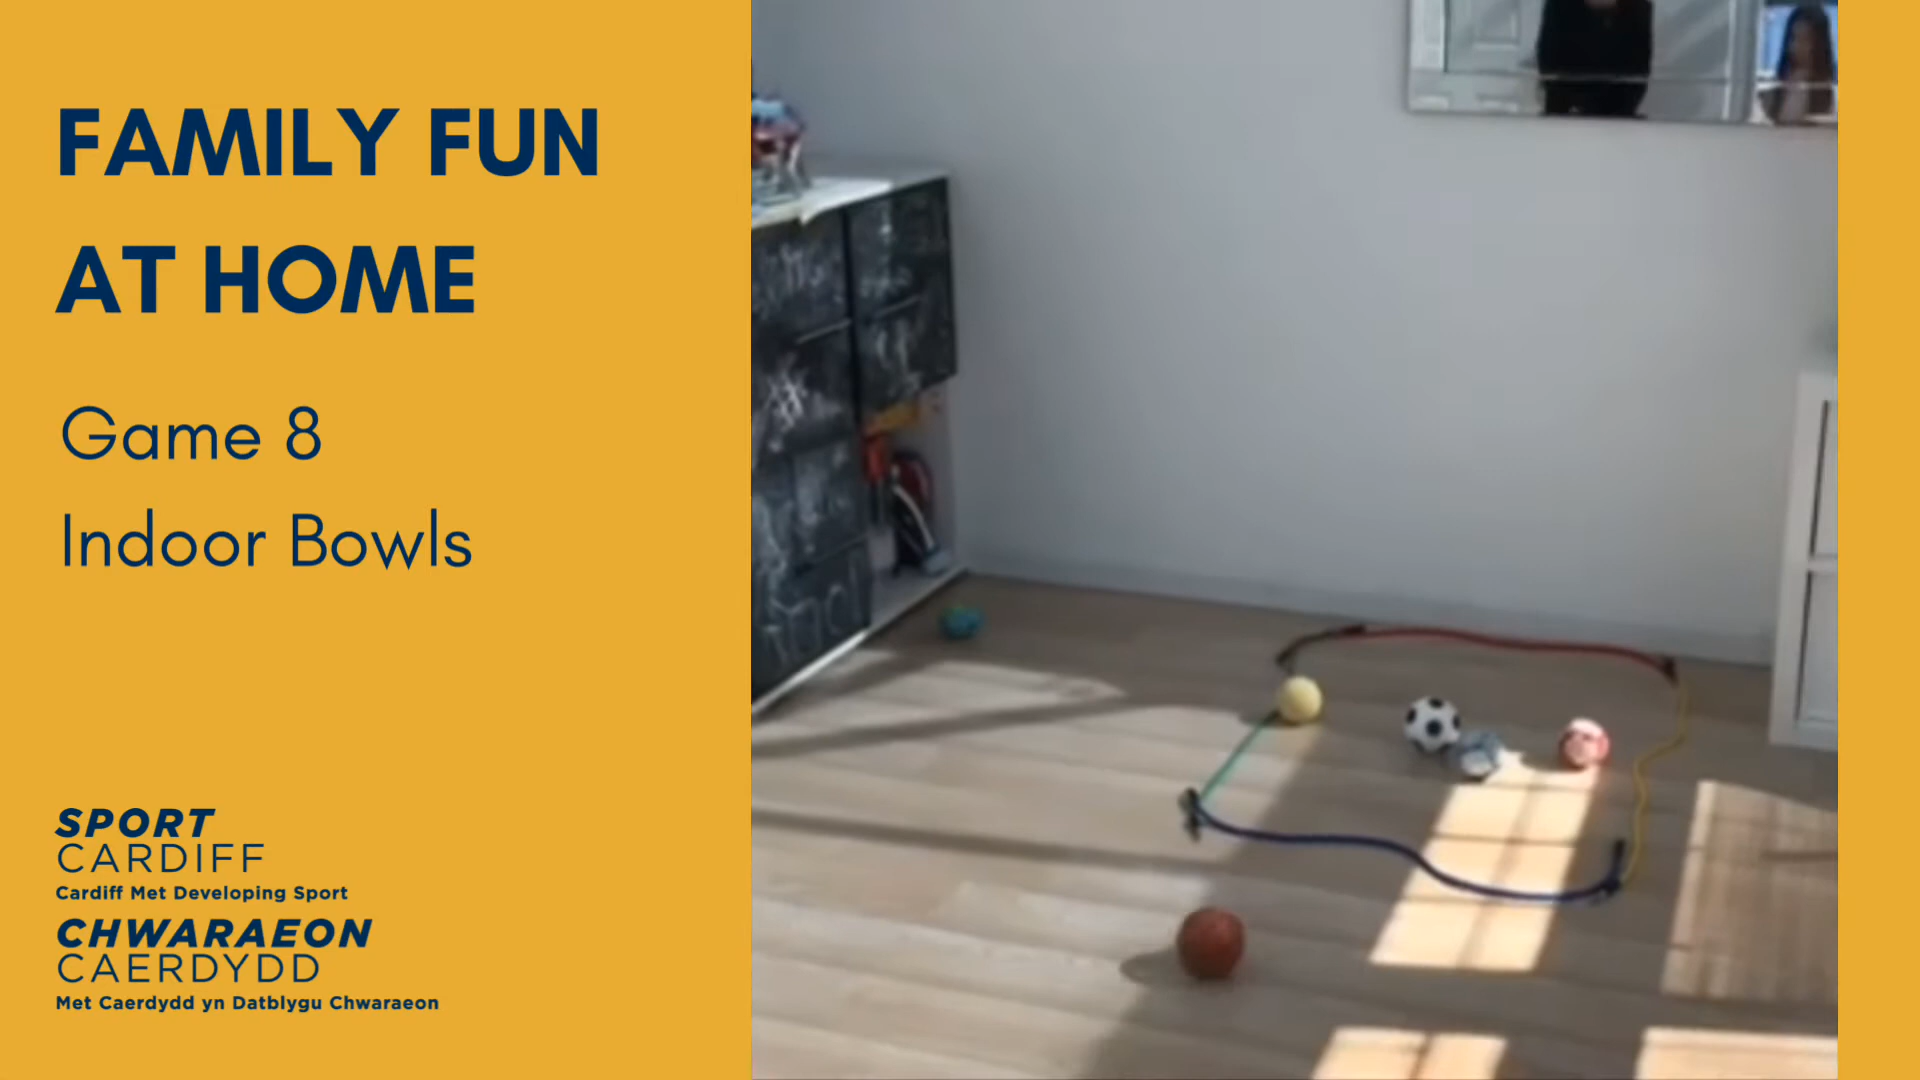 FAMILY FUN
AT HOME
Game 8
Indoor Bowls
SPORT
CARDIFF
Cardiff Met Developing Sport
CHWARAEON
CAERDYDD
Met Caerdydd yn Datblygu Chwaraeon